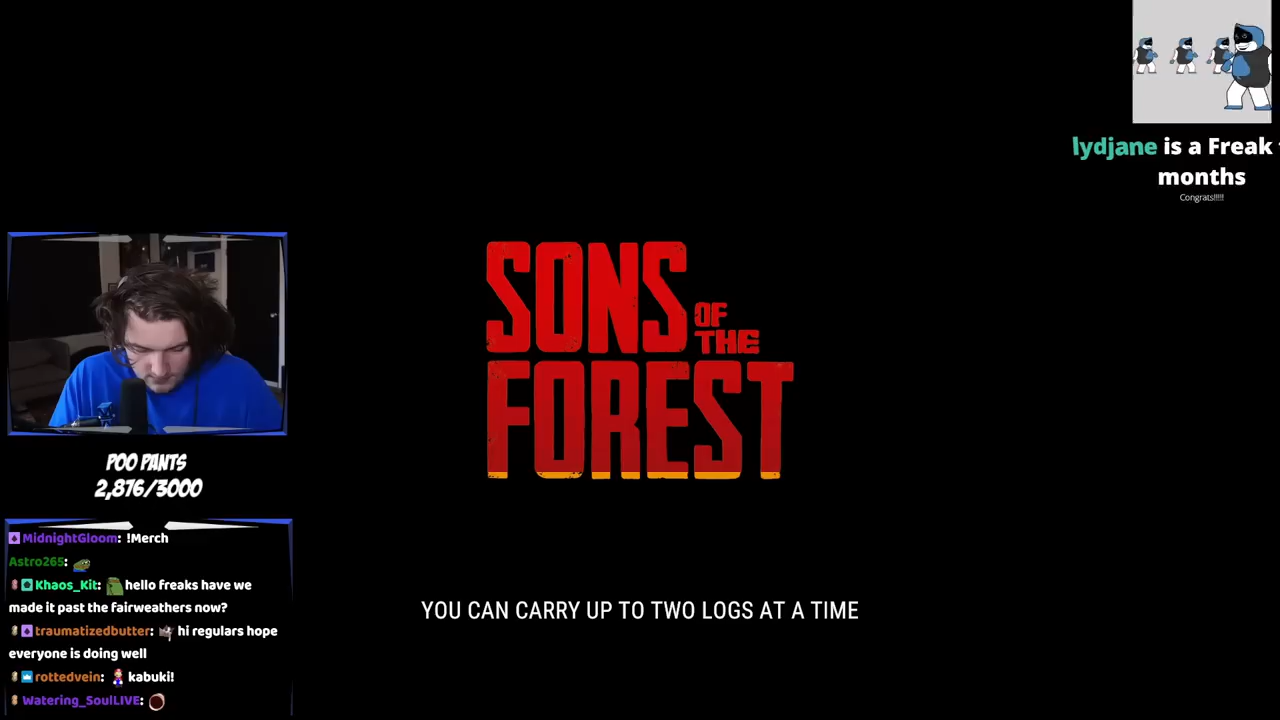 lydjane is a Freak
months
Congrats!!!!!
SONS OF THE
FOREST
POO PANTS
2,876/3000
MidnightGloom: !Merch
Astro265:
Khaos_Kit: hello freaks have we
made it past the fairweathers now?
traumatizedbutter: hi regulars hope
everyone is doing well
rottedvein: kabuki!
Watering_SoulLIVE:
YOU CAN CARRY UP TO TWO LOGS AT A TIME